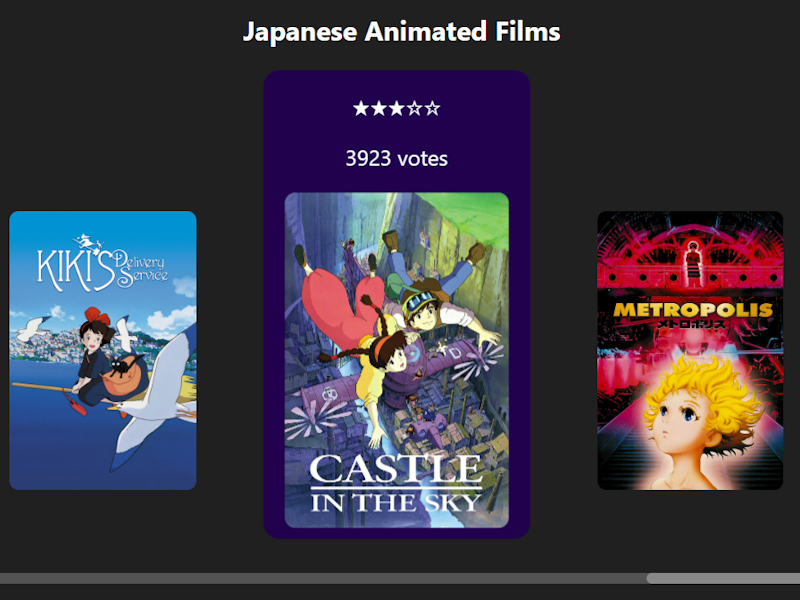 Japanese Animated Films
★★★☆☆
3923 votes
KIKI'S Delivery Service
CASTLE
IN THE SKY
METROPOLIS
メトロポリス